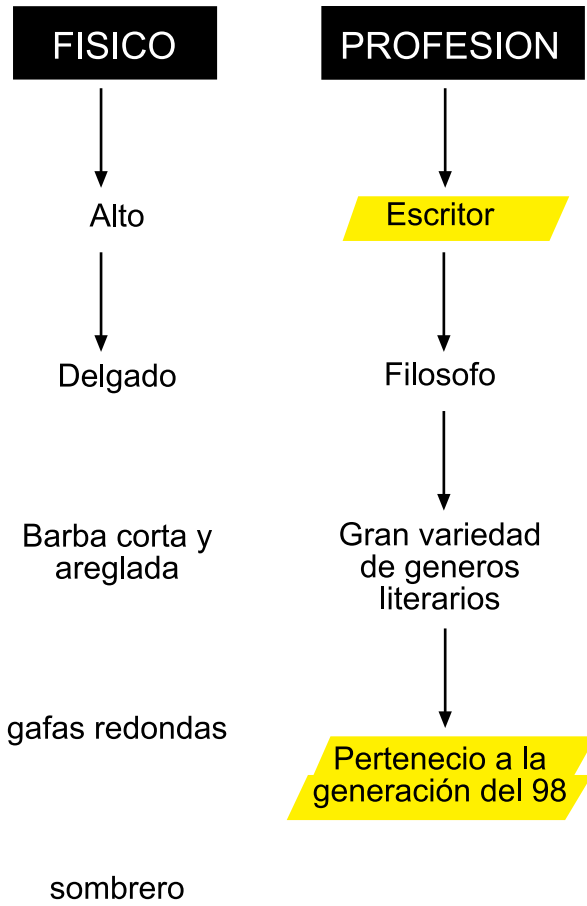 FISICO
Alto
Delgado
Barba corta y
areglada
gafas redondas
sombrero
PROFESION
Escritor
Filosofo
Gran variedad
de generos
literarios
Pertenecio a la
generación del 98